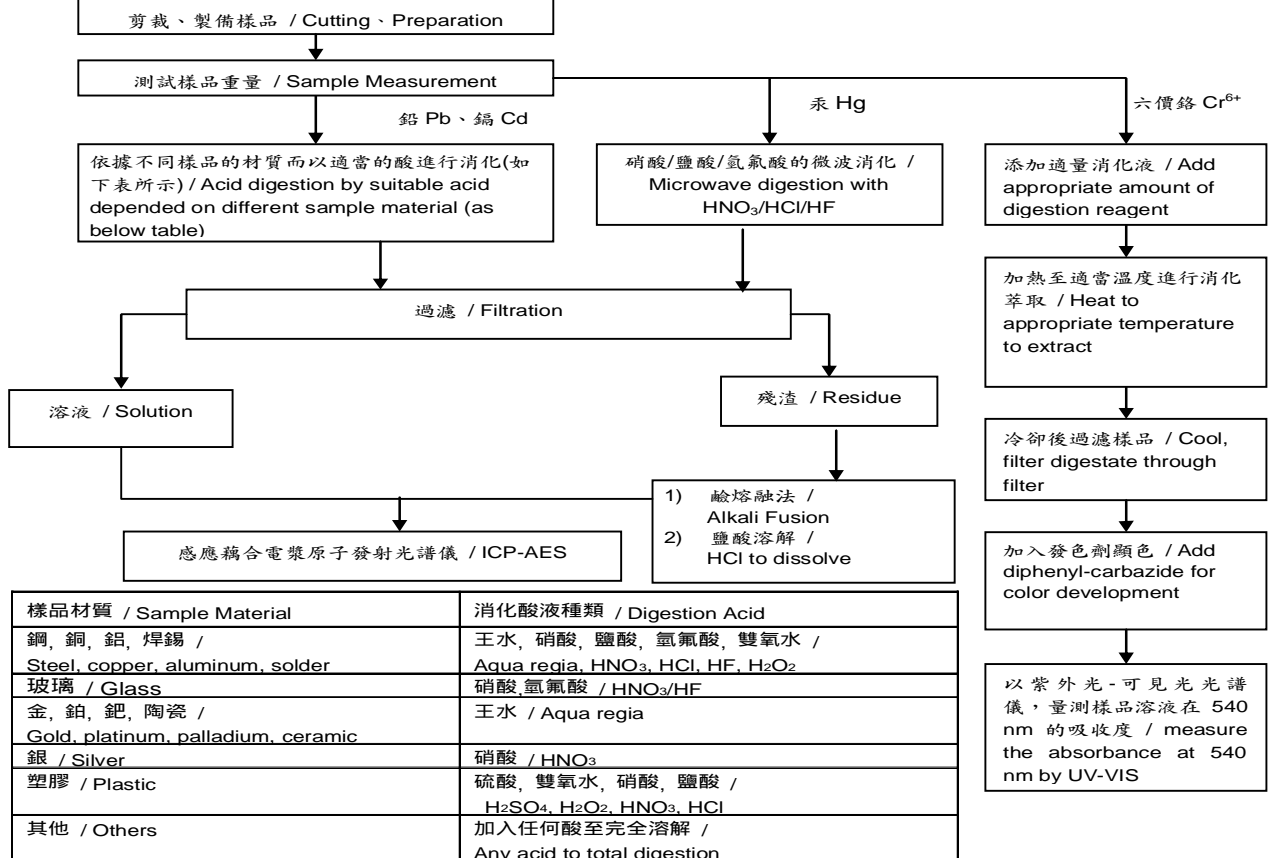 剪裁、製備樣品 / Cutting、Preparation
測試樣品重量 / Sample Measurement
鉛 Pb、鎘 Cd
汞 Hg
六價鉻 Cr⁶⁺
依據不同樣品的材質而以適當的酸進行消化(如
下表所示) / Acid digestion by suitable acid
depended on different sample material (as
below table)
硝酸/鹽酸/氫氟酸的微波消化 /
Microwave digestion with
HNO₃/HCl/HF
添加適量消化液 / Add
appropriate amount of
digestion reagent
過濾 / Filtration
加熱至適當溫度進行消化
萃取 / Heat to
appropriate temperature
to extract
溶液 / Solution
殘渣 / Residue
冷卻後過濾樣品 / Cool,
filter digestate through
filter
1) 鹼熔融法 /
Alkali Fusion
2) 鹽酸溶解 /
HCl to dissolve
感應藕合電漿原子發射光譜儀 / ICP-AES
加入發色劑顯色 / Add
diphenyl-carbazide for
color development
以紫外光-可見光光譜
儀，量測樣品溶液在 540
nm 的吸收度 / measure
the absorbance at 540
nm by UV-VIS
樣品材質 / Sample Material
消化酸液種類 / Digestion Acid
鋼, 銅, 鋁, 焊錫 /
Steel, copper, aluminum, solder
王水, 硝酸, 鹽酸, 氫氟酸, 雙氧水 /
Aqua regia, HNO₃, HCl, HF, H₂O₂
玻璃 / Glass
硝酸,氫氟酸 / HNO₃/HF
金, 鉑, 鈀, 陶瓷 /
Gold, platinum, palladium, ceramic
王水 / Aqua regia
銀 / Silver
硝酸 / HNO₃
塑膠 / Plastic
硫酸, 雙氧水, 硝酸, 鹽酸 /
H₂SO₄, H₂O₂, HNO₃, HCl
其他 / Others
加入任何酸至完全溶解 /
Any acid to total digestion